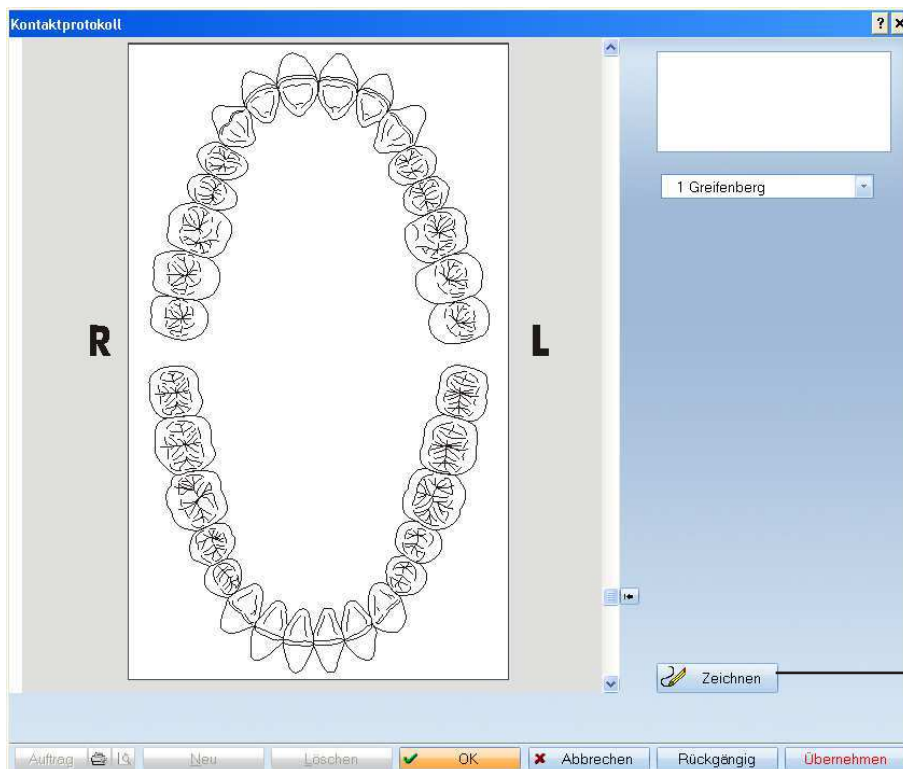 Kontaktprotokoll
1 Greifenberg
R
L
Zeichnen
Auftrag Neu Löschen OK Abbrechen Rückgängig Übernehmen